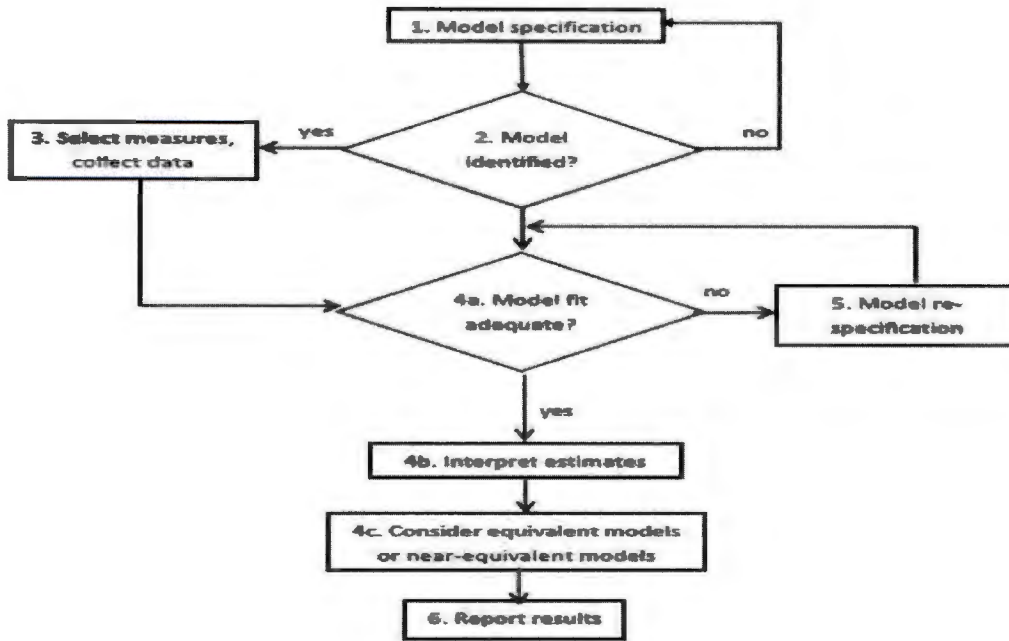 1. Model specification
2. Model
identified?
yes
no
3. Select measures,
collect data
4a. Model fit
adequate?
no
5. Model re-
specification
yes
4b. Interpret estimates
4c. Consider equivalent models
or near-equivalent models
6. Report results